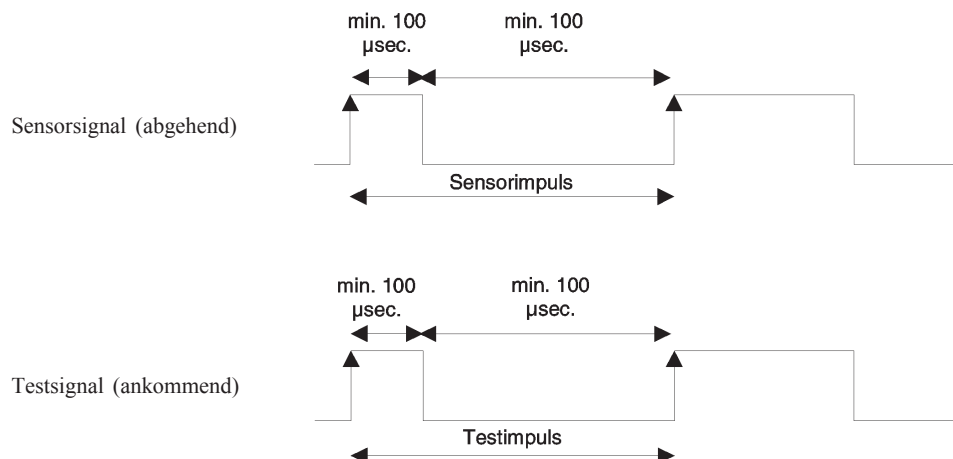 min. 100 min. 100
µsec. µsec.
Sensorsignal (abgehend)
Sensorimpuls
min. 100 min. 100
µsec. µsec.
Testsignal (ankommend)
Testimpuls